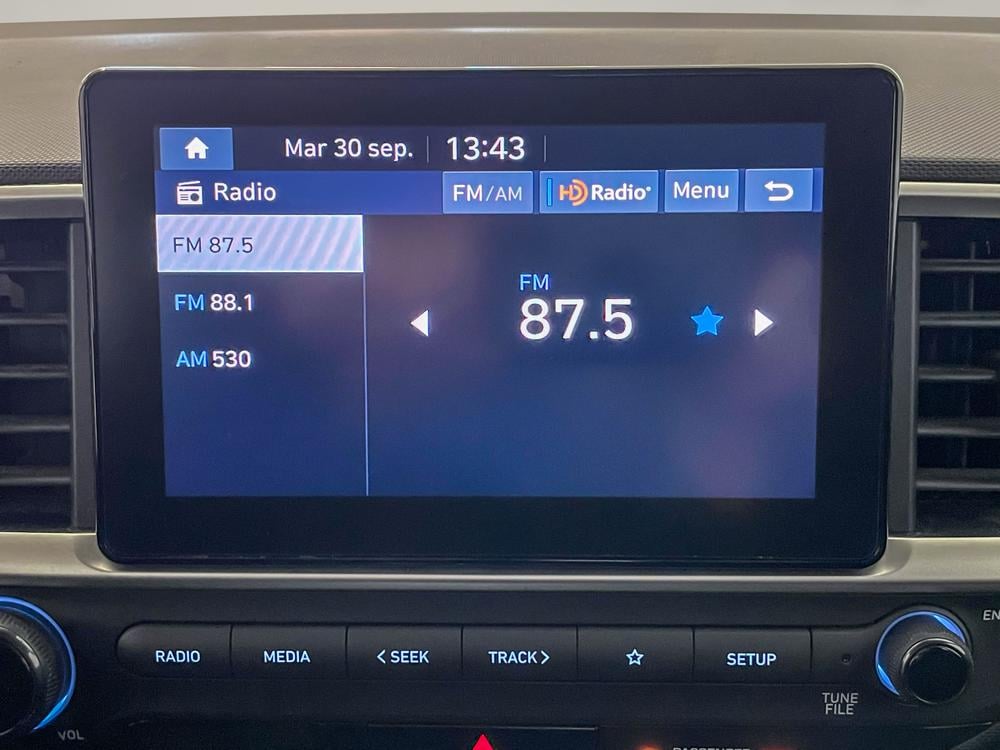 Mar 30 sep. 13:43
Radio FM/AM HD Radio Menu
FM 87.5
FM 88.1
AM 530
FM
87.5
RADIO MEDIA < SEEK TRACK > SETUP
TUNE
FILE
VOL
PASSENGER